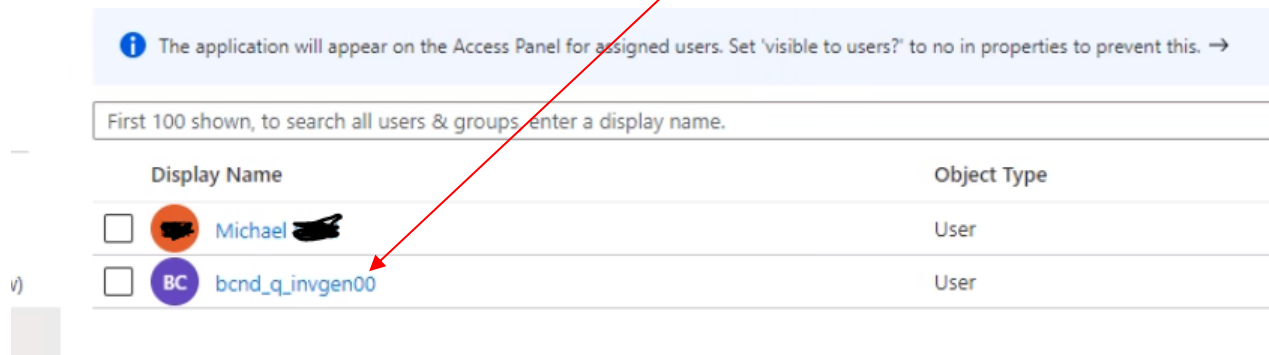 The application will appear on the Access Panel for assigned users. Set 'visible to users?' to no in properties to prevent this. →
First 100 shown, to search all users & groups, enter a display name.
Display Name Object Type
Michael User
BC bcnd_q_invgen00 User